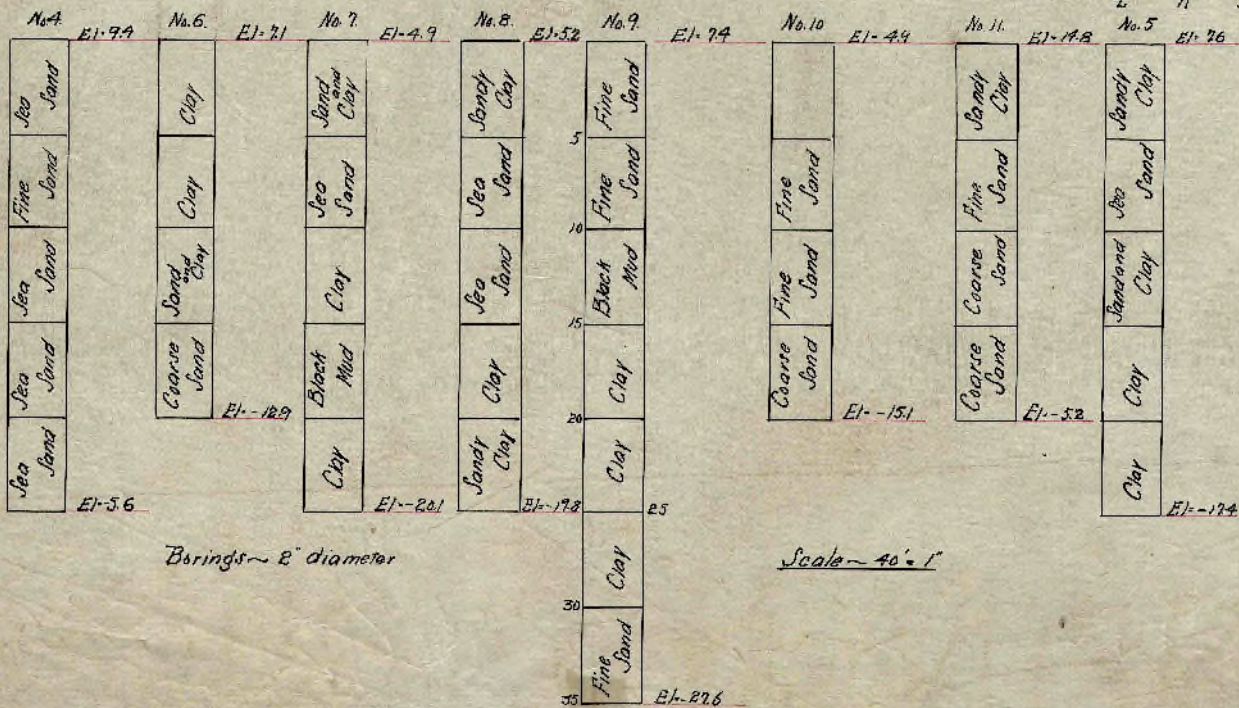 No.4
El=9.4
Sea Sand
Fine Sand
Sea Sand
Sea Sand
Sea Sand
El=-5.6
No.6.
El=7.1
Clay
Clay
Sand and Clay
Coarse Sand
El=-12.9
No.7.
El=4.9
Sand and Clay
Sea Sand
Clay
Black Mud
Clay
El=-20.1
No.8.
El=5.2
Sandy Clay
Sea Sand
Sea Sand
Clay
Sandy Clay
El=-19.8
No.9.
El=7.4
Fine Sand
5
Fine Sand
10
Black Mud
15
Clay
20
Clay
25
Clay
30
Fine Sand
35
El=-27.6
No.10
El=4.9
Fine Sand
Fine Sand
Coarse Sand
El=-15.1
No.11.
El=14.8
Sandy Clay
Fine Sand
Coarse Sand
Coarse Sand
El=-5.2
No.5
El=7.6
Sandy Clay
Sea Sand
Sand and Clay
Clay
Clay
El=-17.4
Borings~ 2" diameter
Scale~ 40'=1"